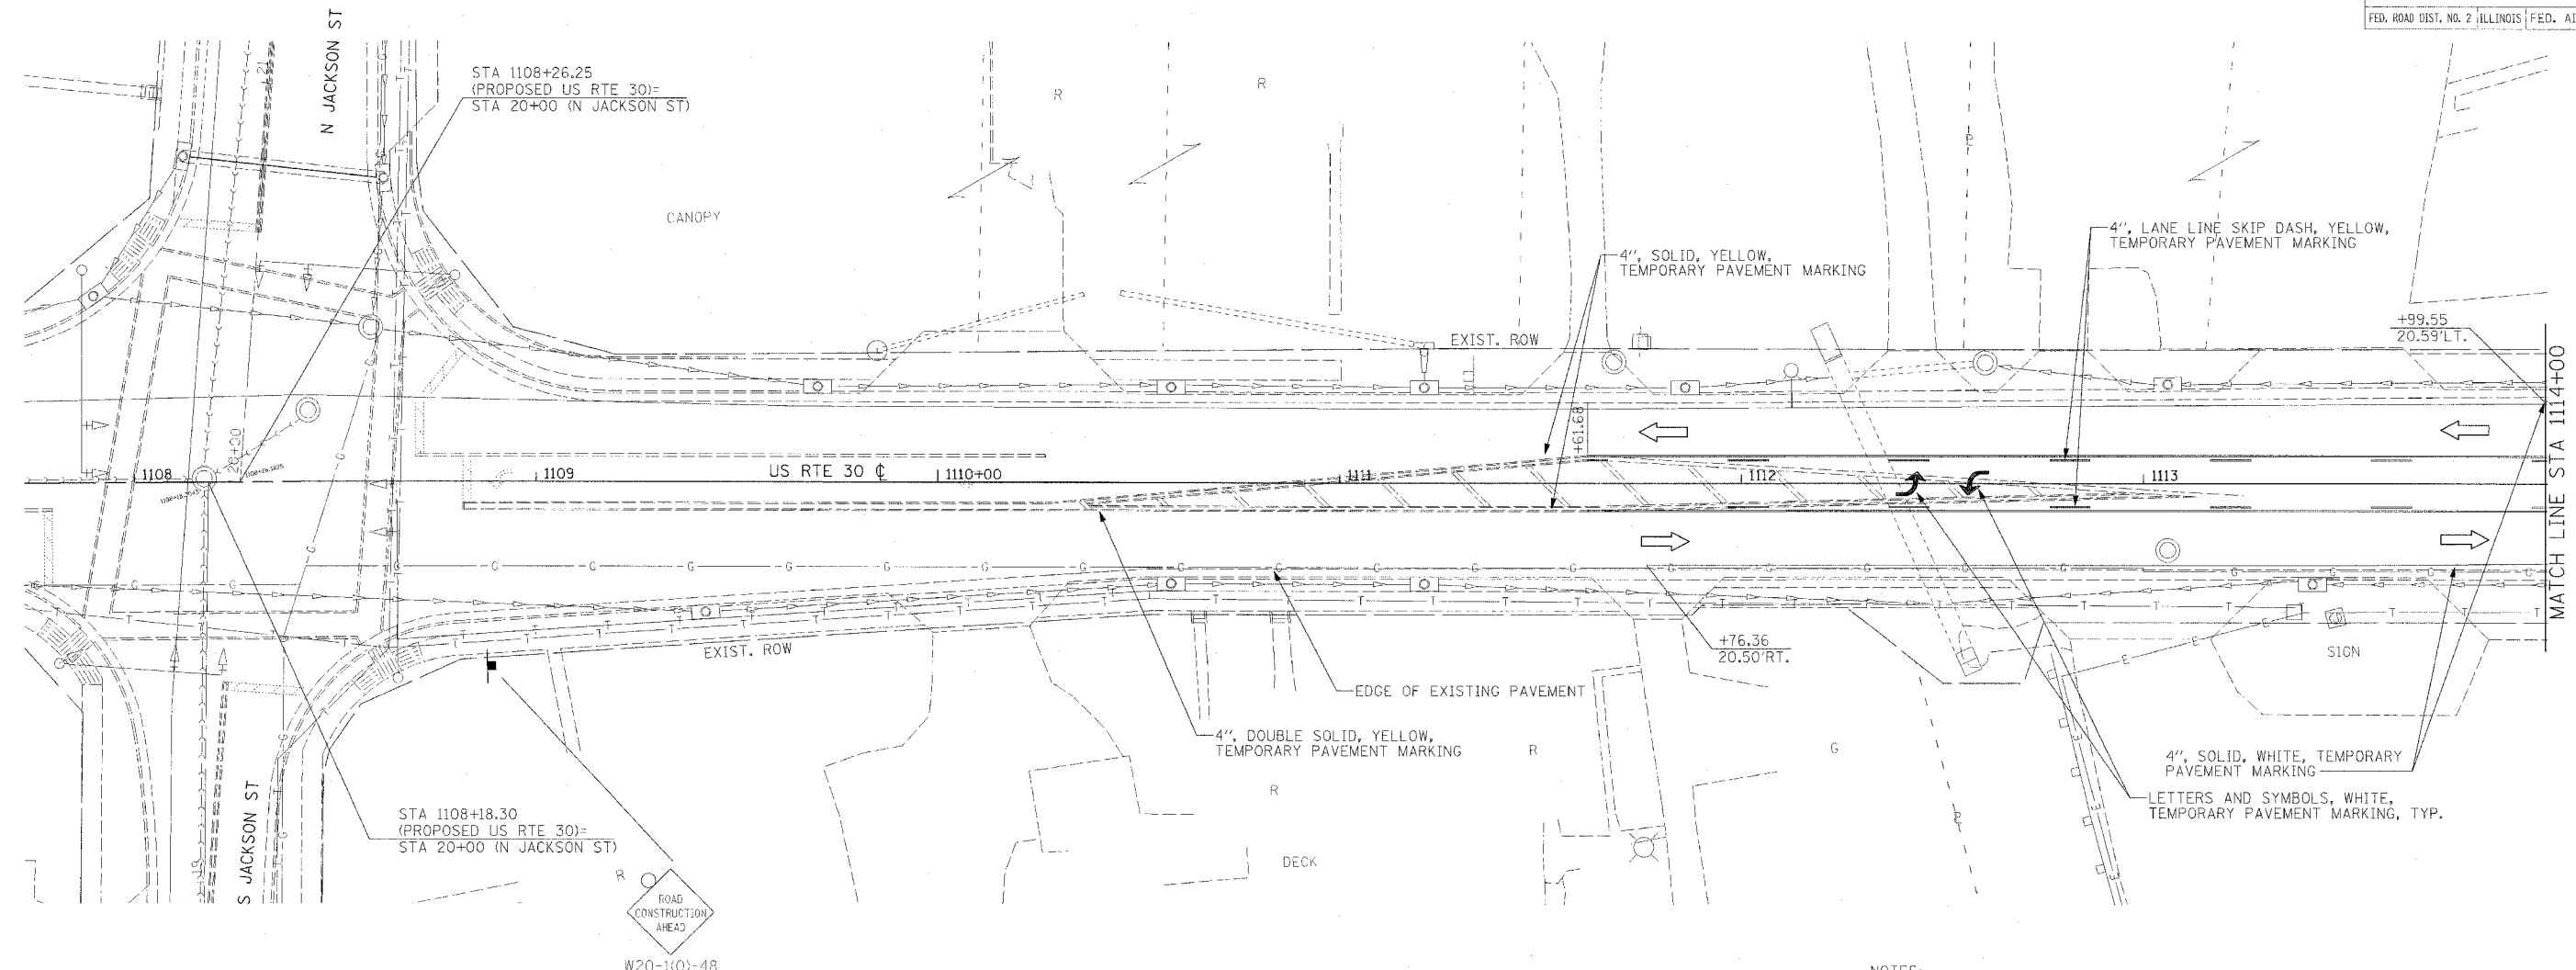 FED. ROAD DIST. NO. 2 ILLINOIS FED. AI
N JACKSON ST
21
STA 1108+26.25
(PROPOSED US RTE 30)=
STA 20+00 (N JACKSON ST)
R
R
CANOPY
4", SOLID, YELLOW,
TEMPORARY PAVEMENT MARKING
4", LANE LINE SKIP DASH, YELLOW,
TEMPORARY PAVEMENT MARKING
EXIST. ROW
+99.55
20.59'LT.
MATCH LINE STA 1114+00
+61.68
20+00
1108
1109
US RTE 30 ℄
1110+00
1111
1112
1113
+76.36
20.50'RT.
EXIST. ROW
SIGN
EDGE OF EXISTING PAVEMENT
4", DOUBLE SOLID, YELLOW,
TEMPORARY PAVEMENT MARKING
R
G
4", SOLID, WHITE, TEMPORARY
PAVEMENT MARKING
LETTERS AND SYMBOLS, WHITE,
TEMPORARY PAVEMENT MARKING, TYP.
R
DECK
S JACKSON ST
19
STA 1108+18.30
(PROPOSED US RTE 30)=
STA 20+00 (N JACKSON ST)
R
ROAD
CONSTRUCTION
AHEAD
W20-1(O)-48
NOTES: